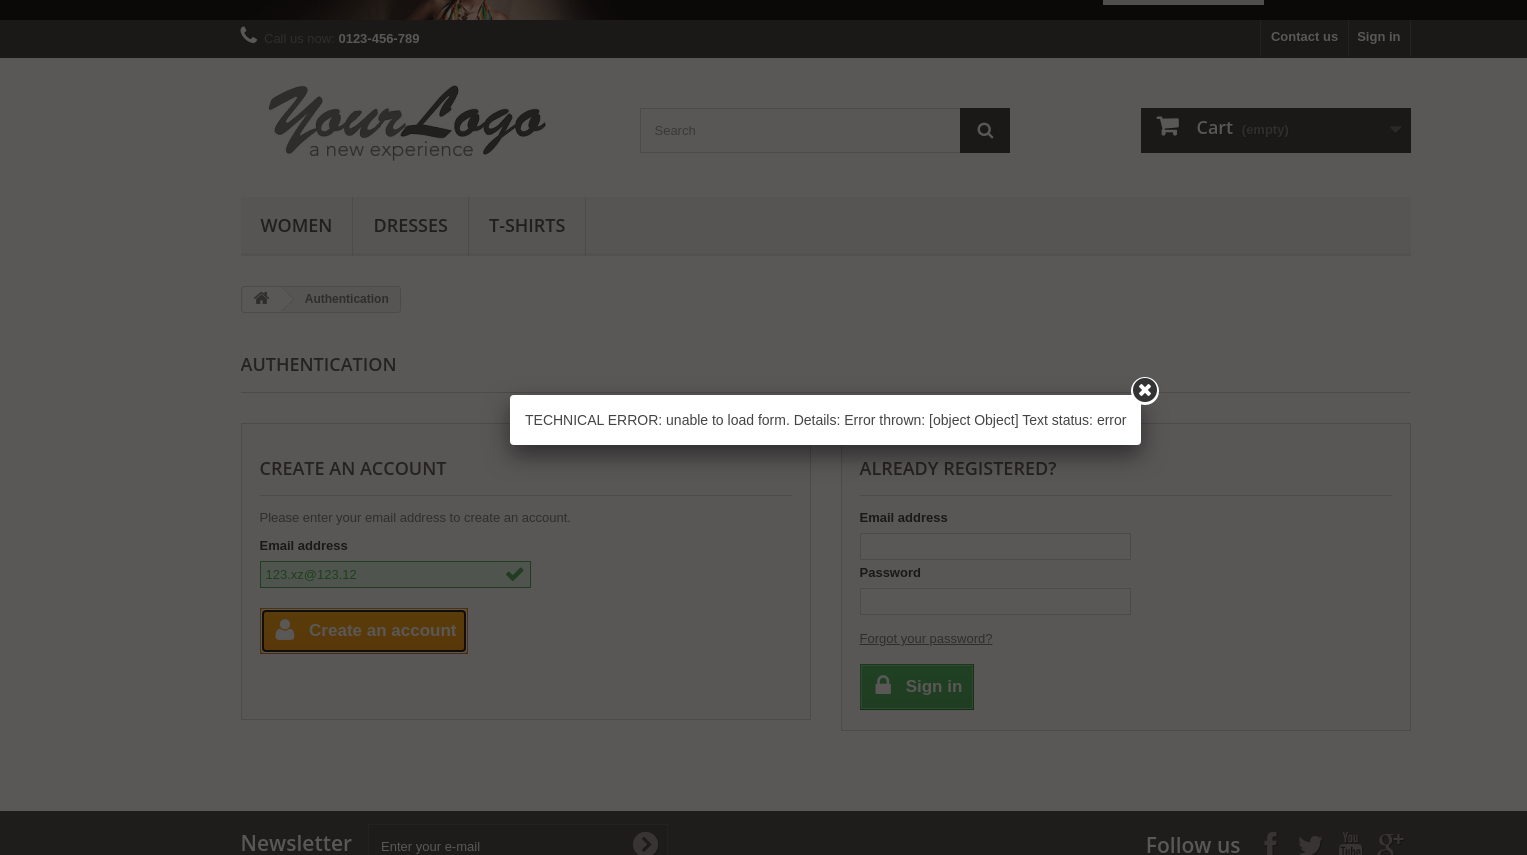 Call us now: 0123-456-789
Contact us
Sign in
YourLogo
a new experience
Search
Cart (empty)
WOMEN
DRESSES
T-SHIRTS
Authentication
AUTHENTICATION
TECHNICAL ERROR: unable to load form. Details: Error thrown: [object Object] Text status: error
CREATE AN ACCOUNT
Please enter your email address to create an account.
Email address
123.xz@123.12
Create an account
ALREADY REGISTERED?
Email address
Password
Forgot your password?
Sign in
Newsletter
Enter your e-mail
Follow us
You
Tube